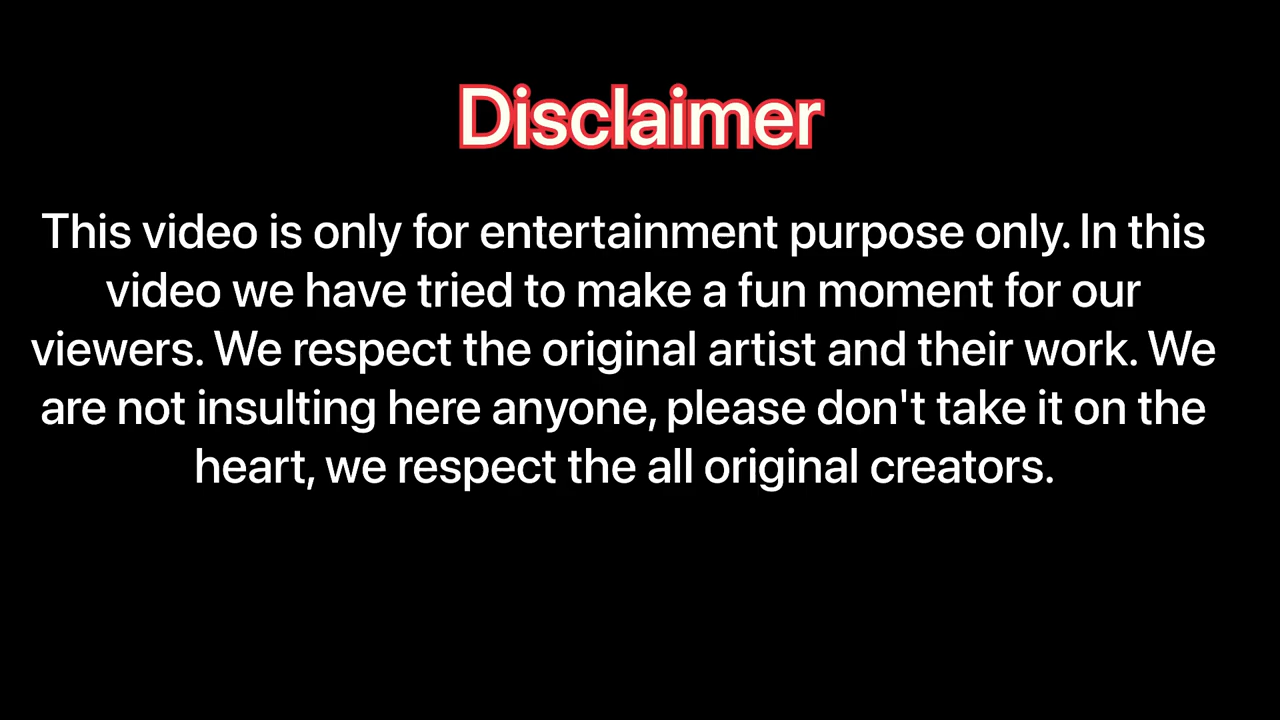 Disclaimer
This video is only for entertainment purpose only. In this
video we have tried to make a fun moment for our
viewers. We respect the original artist and their work. We
are not insulting here anyone, please don't take it on the
heart, we respect the all original creators.